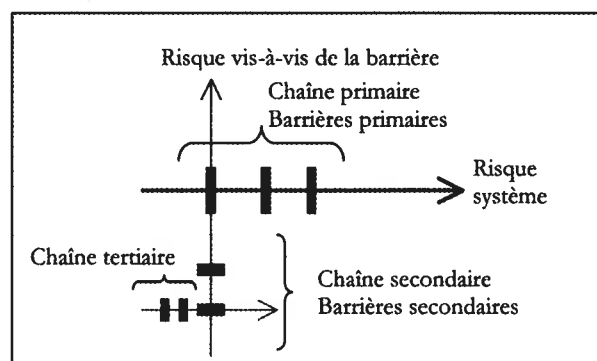 Risque vis-à-vis de la barrière
Chaîne primaire
Barrières primaires
Risque
système
Chaîne tertiaire
Chaîne secondaire
Barrières secondaires